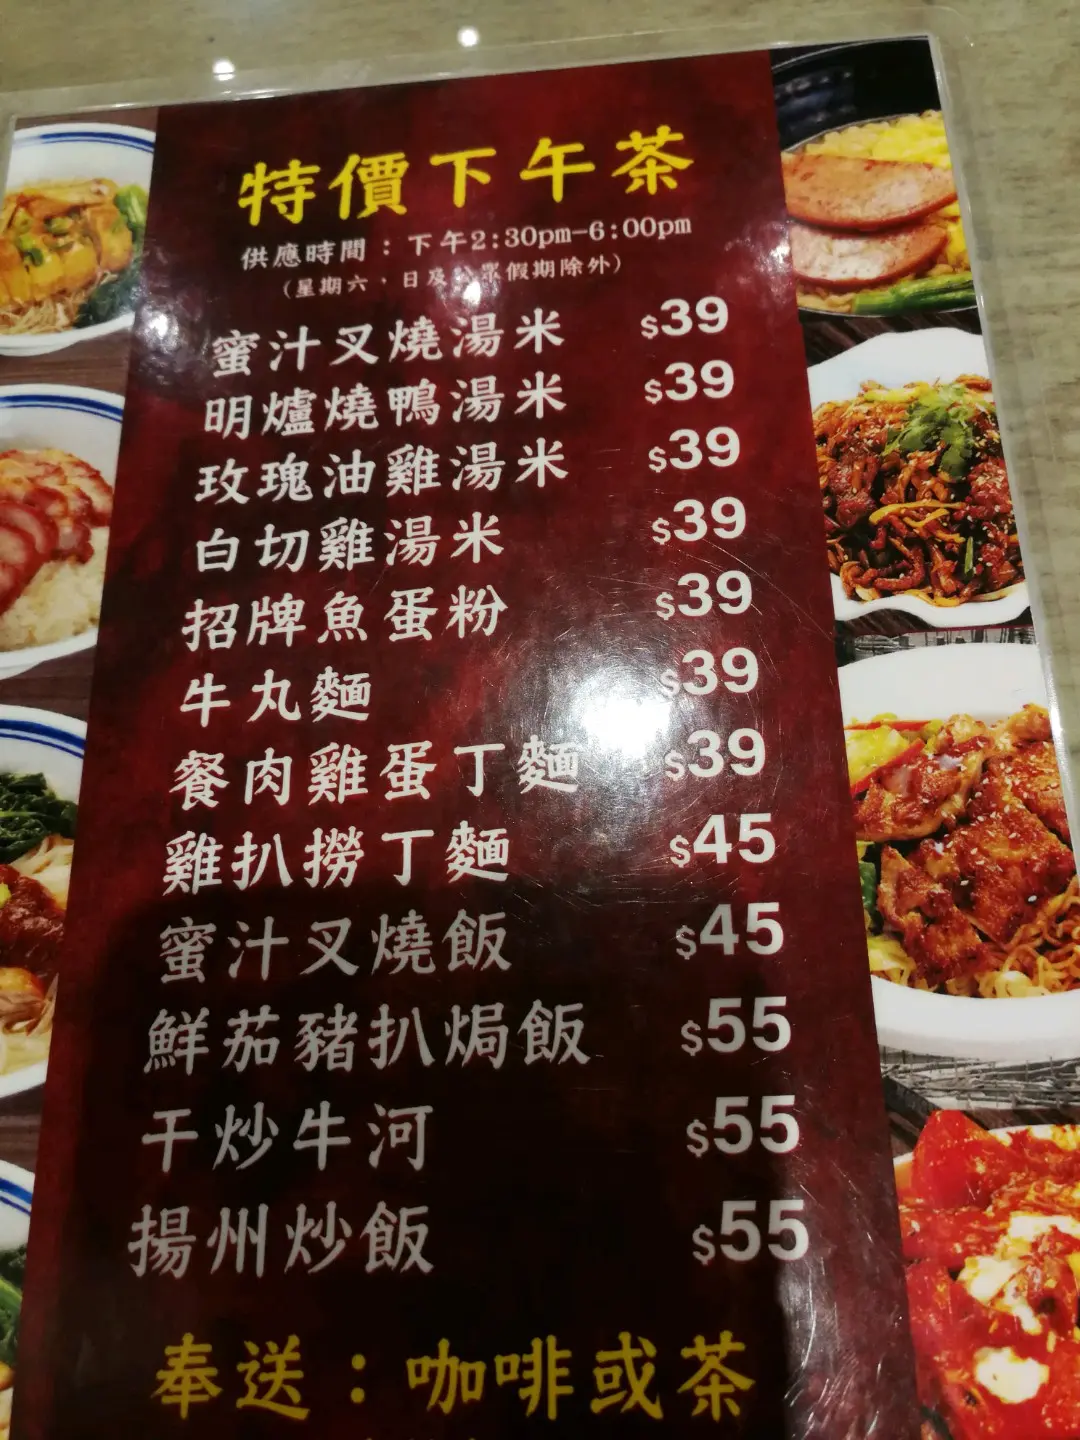 特價下午茶
供應時間：下午2:30pm-6:00pm
(星期六，日及公眾假期除外)
蜜汁叉燒湯米 $39
明爐燒鴨湯米 $39
玫瑰油雞湯米 $39
白切雞湯米 $39
招牌魚蛋粉 $39
牛丸麵 $39
餐肉雞蛋丁麵 $39
雞扒撈丁麵 $45
蜜汁叉燒飯 $45
鮮茄豬扒焗飯 $55
干炒牛河 $55
揚州炒飯 $55
奉送：咖啡或茶